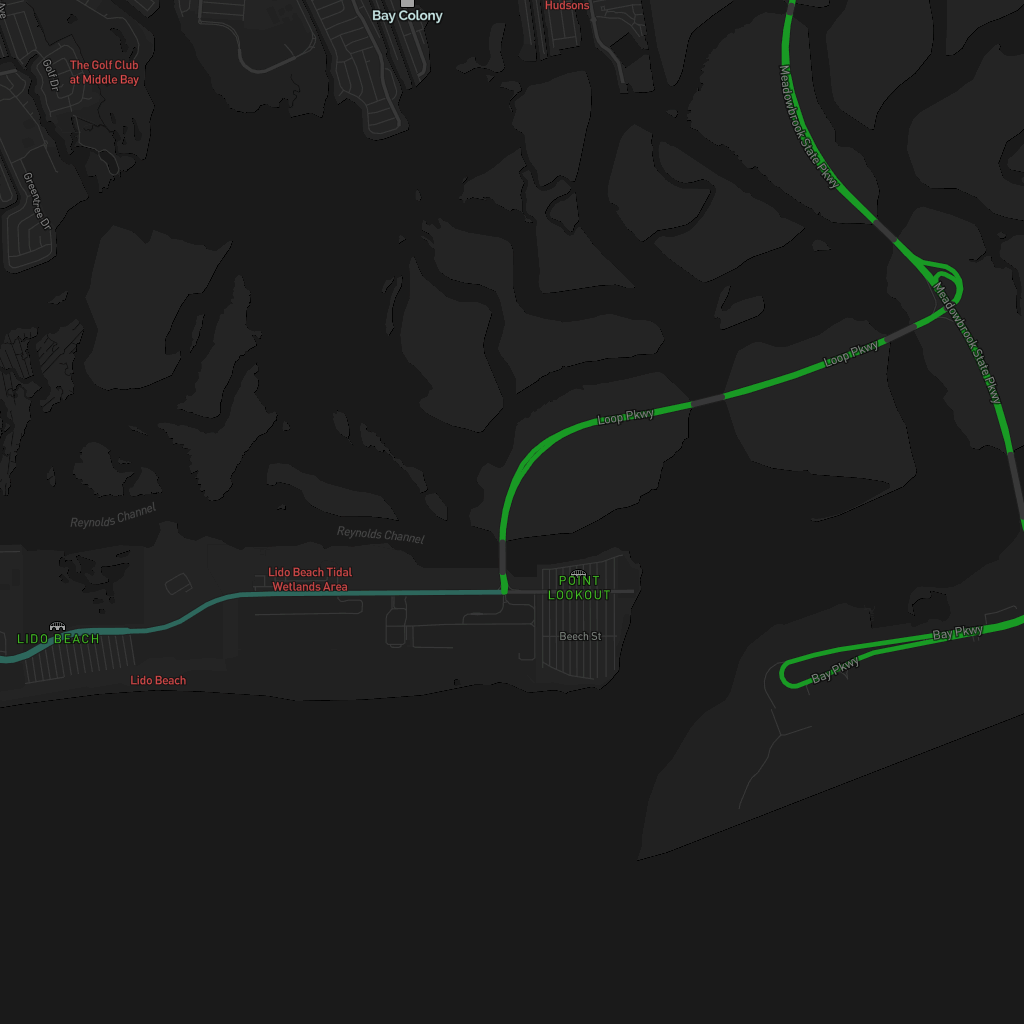 Hudsons
Bay Colony
The Golf Club
at Middle Bay
Golf Dr
Meadowbrook State Pkwy
Greentree Dr
Meadowbrook State Pkwy
Loop Pkwy
Loop Pkwy
Reynolds Channel
Reynolds Channel
Lido Beach Tidal
Wetlands Area
POINT
LOOKOUT
LIDO BEACH
Beech St
Bay Pkwy
Bay Pkwy
Lido Beach